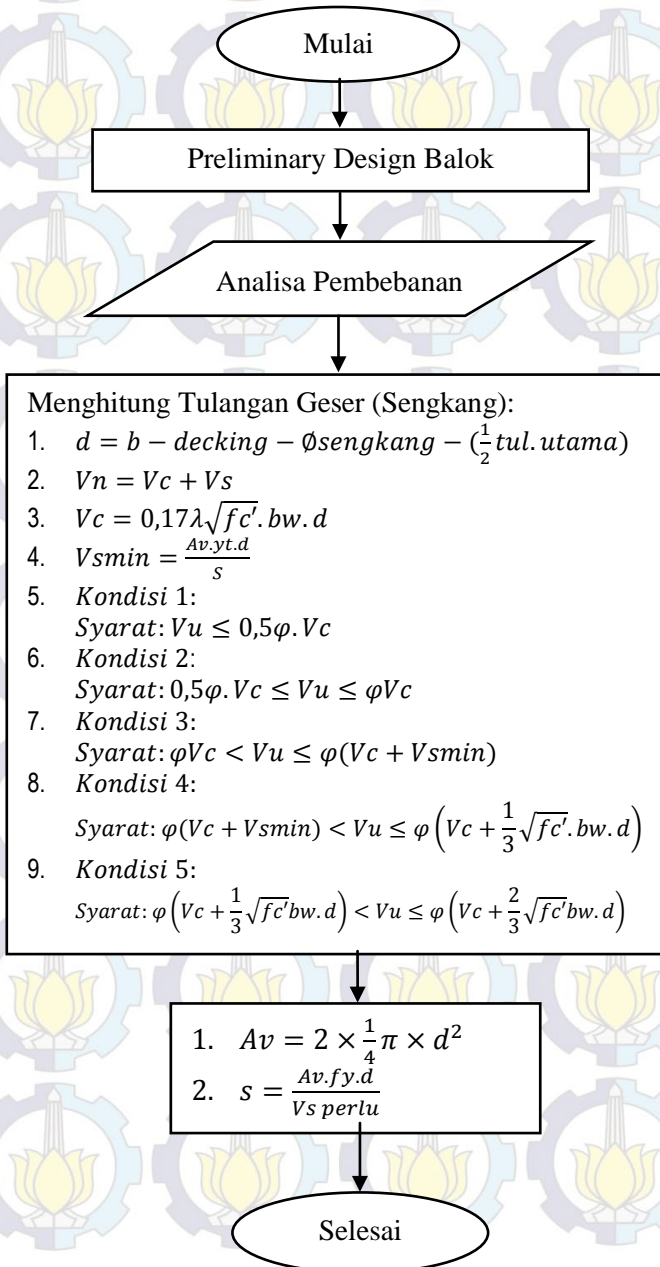 Mulai
Preliminary Design Balok
Analisa Pembebanan
Menghitung Tulangan Geser (Sengkang):
1. d = b − decking − Øsengkang − (1/2 tul. utama)
2. Vn = Vc + Vs
3. Vc = 0,17λ√fc′. bw. d
4. Vsmin = Av.yt.d/s
5. Kondisi 1:
Syarat: Vu ≤ 0,5φ. Vc
6. Kondisi 2:
Syarat: 0,5φ. Vc ≤ Vu ≤ φVc
7. Kondisi 3:
Syarat: φVc < Vu ≤ φ(Vc + Vsmin)
8. Kondisi 4:
Syarat: φ(Vc + Vsmin) < Vu ≤ φ(Vc + 1/3 √fc′. bw. d)
9. Kondisi 5:
Syarat: φ(Vc + 1/3 √fc′bw. d) < Vu ≤ φ(Vc + 2/3 √fc′bw. d)
1. Av = 2 × 1/4 π × d²
2. s = Av.fy.d/Vs perlu
Selesai